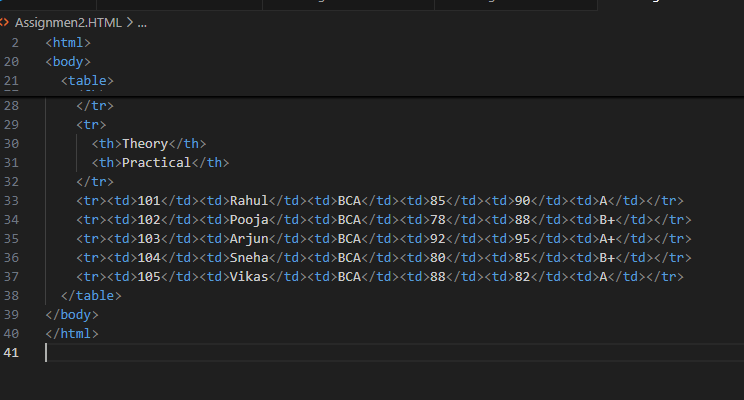 <> Assignmen2.HTML > ...
2 <html>
20 <body>
21 <table>
28 </tr>
29 <tr>
30 <th>Theory</th>
31 <th>Practical</th>
32 </tr>
33 <tr><td>101</td><td>Rahul</td><td>BCA</td><td>85</td><td>90</td><td>A</td></tr>
34 <tr><td>102</td><td>Pooja</td><td>BCA</td><td>78</td><td>88</td><td>B+</td></tr>
35 <tr><td>103</td><td>Arjun</td><td>BCA</td><td>92</td><td>95</td><td>A+</td></tr>
36 <tr><td>104</td><td>Sneha</td><td>BCA</td><td>80</td><td>85</td><td>B+</td></tr>
37 <tr><td>105</td><td>Vikas</td><td>BCA</td><td>88</td><td>82</td><td>A</td></tr>
38 </table>
39 </body>
40 </html>
41